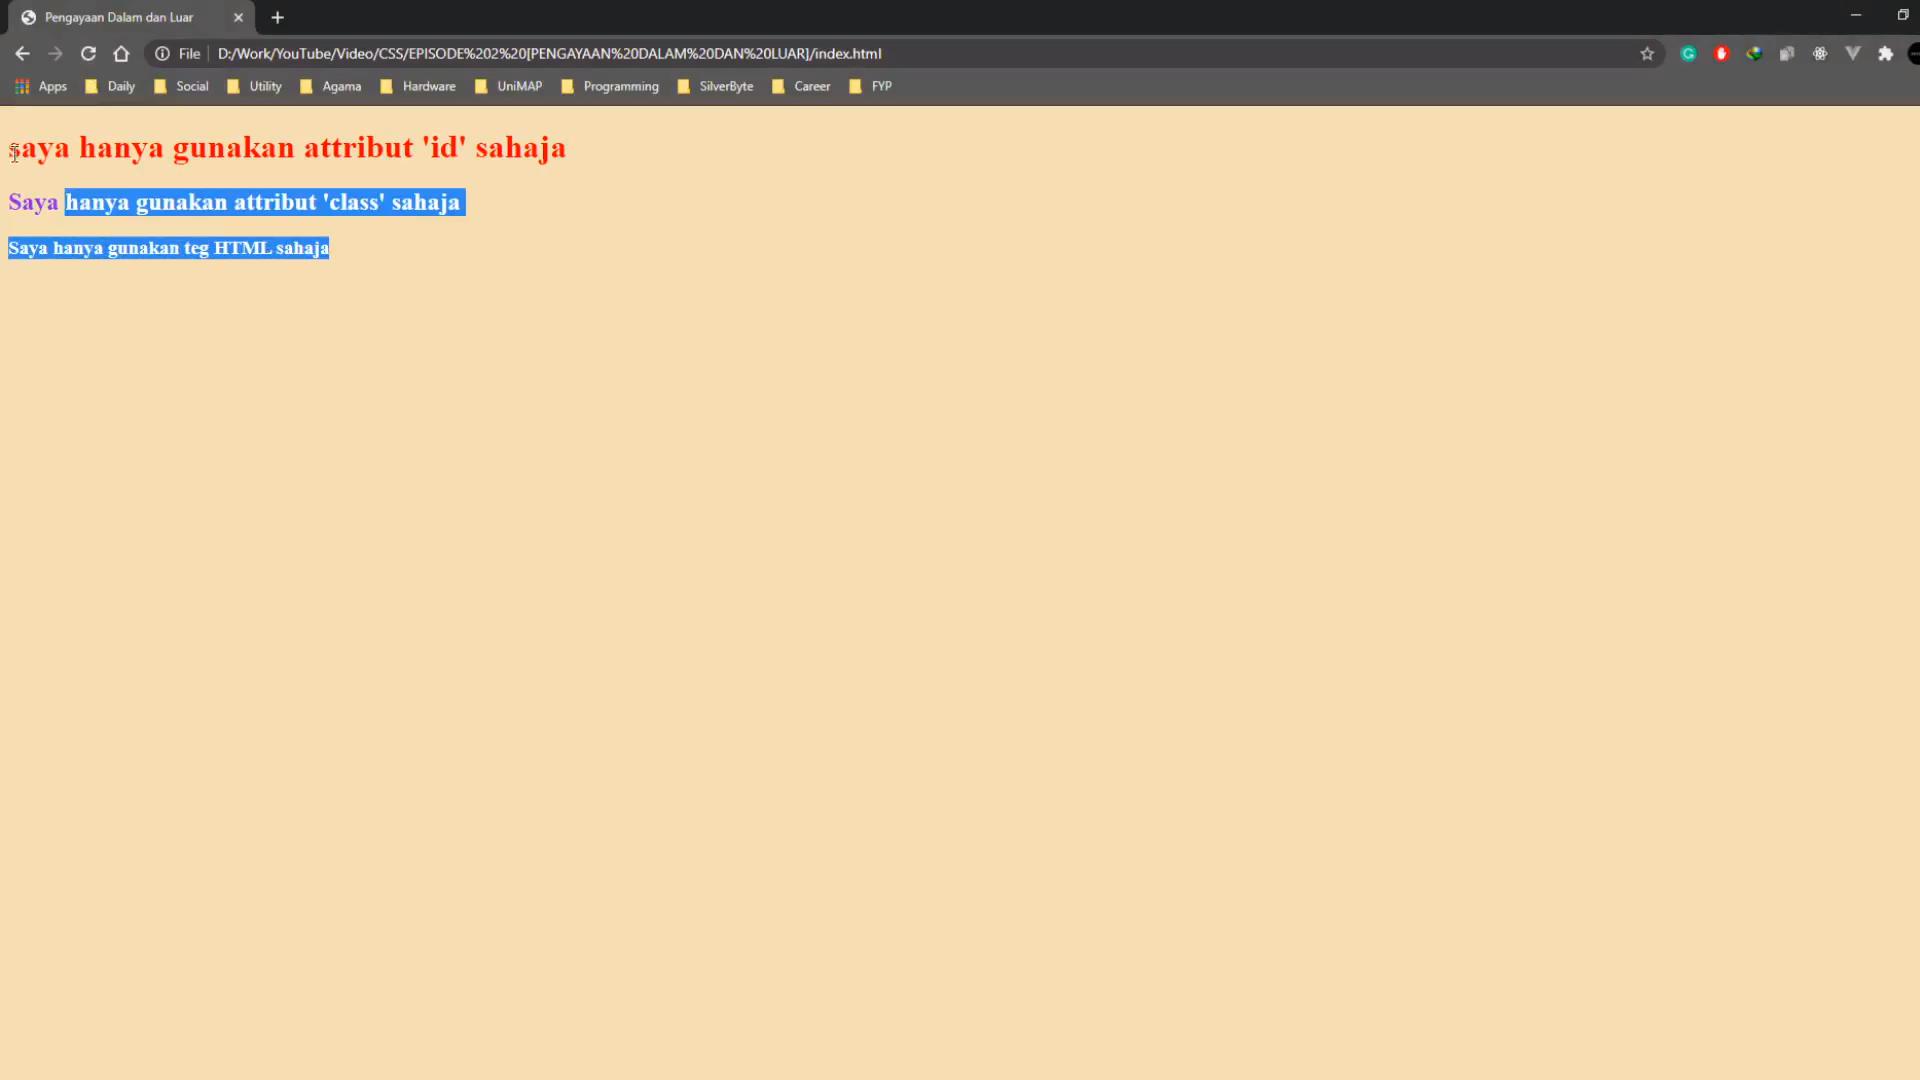 Pengayaan Dalam dan Luar
File D:/Work/YouTube/Video/CSS/EPISODE%202%20[PENGAYAAN%20DALAM%20DAN%20LUAR]/index.html
Apps Daily Social Utility Agama Hardware UniMAP Programming SilverByte Career FYP
saya hanya gunakan attribut 'id' sahaja
Saya hanya gunakan attribut 'class' sahaja
Saya hanya gunakan teg HTML sahaja